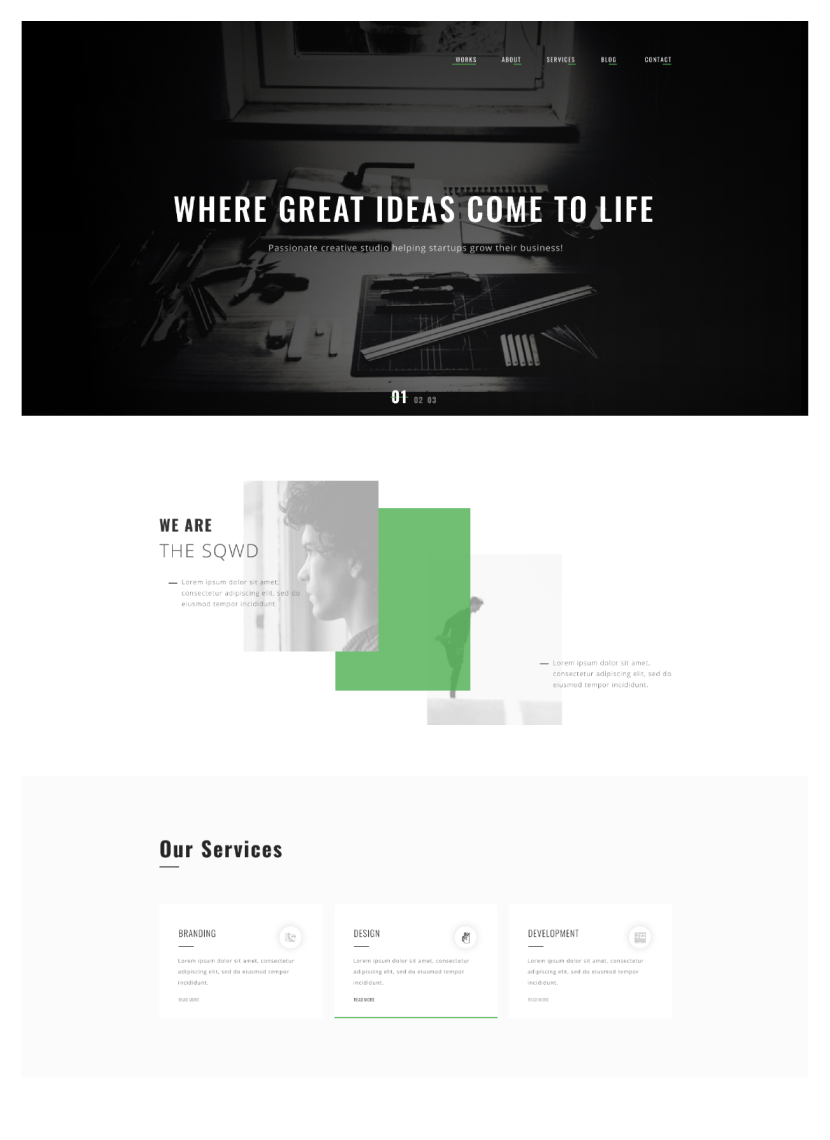 WORKS ABOUT SERVICES BLOG CONTACT
WHERE GREAT IDEAS COME TO LIFE
Passionate creative studio helping startups grow their business!
01 02 03
WE ARE
THE SQWD
Lorem ipsum dolor sit amet,
consectetur adipiscing elit, sed do
eiusmod tempor incididunt.
Lorem ipsum dolor sit amet,
consectetur adipiscing elit, sed do
eiusmod tempor incididunt.
Our Services
BRANDING
Lorem ipsum dolor sit amet, consectetur
adipiscing elit, sed do eiusmod tempor
incididunt.
READ MORE
DESIGN
Lorem ipsum dolor sit amet, consectetur
adipiscing elit, sed do eiusmod tempor
incididunt.
READ MORE
DEVELOPMENT
Lorem ipsum dolor sit amet, consectetur
adipiscing elit, sed do eiusmod tempor
incididunt.
READ MORE